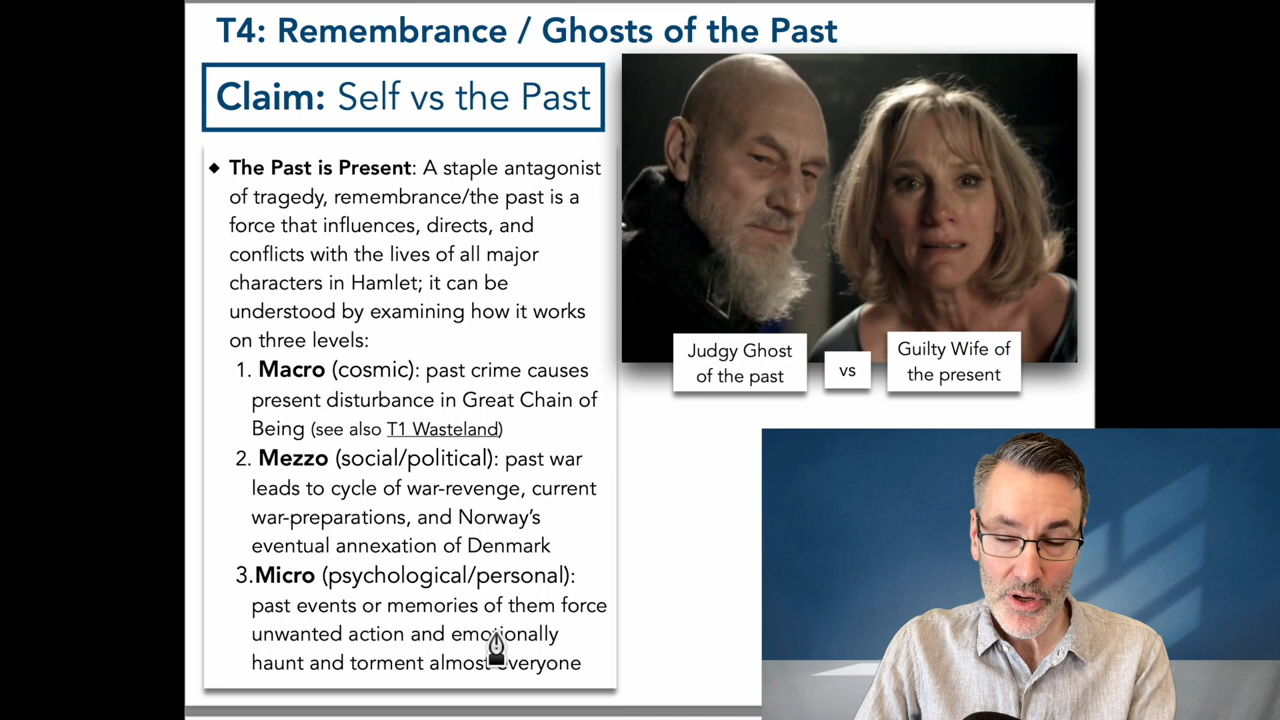 T4: Remembrance / Ghosts of the Past
Claim: Self vs the Past
◆ The Past is Present: A staple antagonist
of tragedy, remembrance/the past is a
force that influences, directs, and
conflicts with the lives of all major
characters in Hamlet; it can be
understood by examining how it works
on three levels:
1. Macro (cosmic): past crime causes
present disturbance in Great Chain of
Being (see also T1 Wasteland)
2. Mezzo (social/political): past war
leads to cycle of war-revenge, current
war-preparations, and Norway's
eventual annexation of Denmark
3.Micro (psychological/personal):
past events or memories of them force
unwanted action and emotionally
haunt and torment almost everyone
Judgy Ghost
of the past
vs
Guilty Wife of
the present